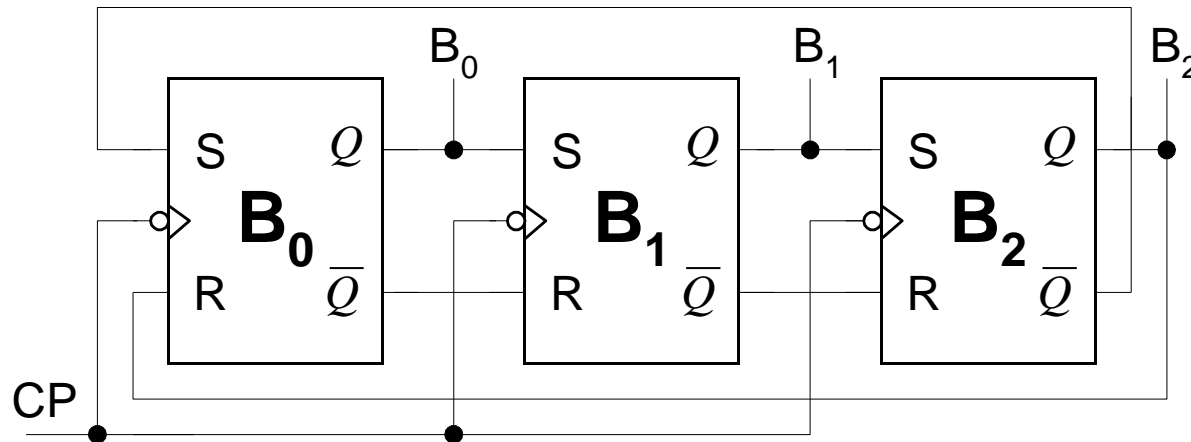 B₀ B₁ B₂
S Q S Q S Q
B₀ B₁ B₂
R Q̅ R Q̅ R Q̅
CP